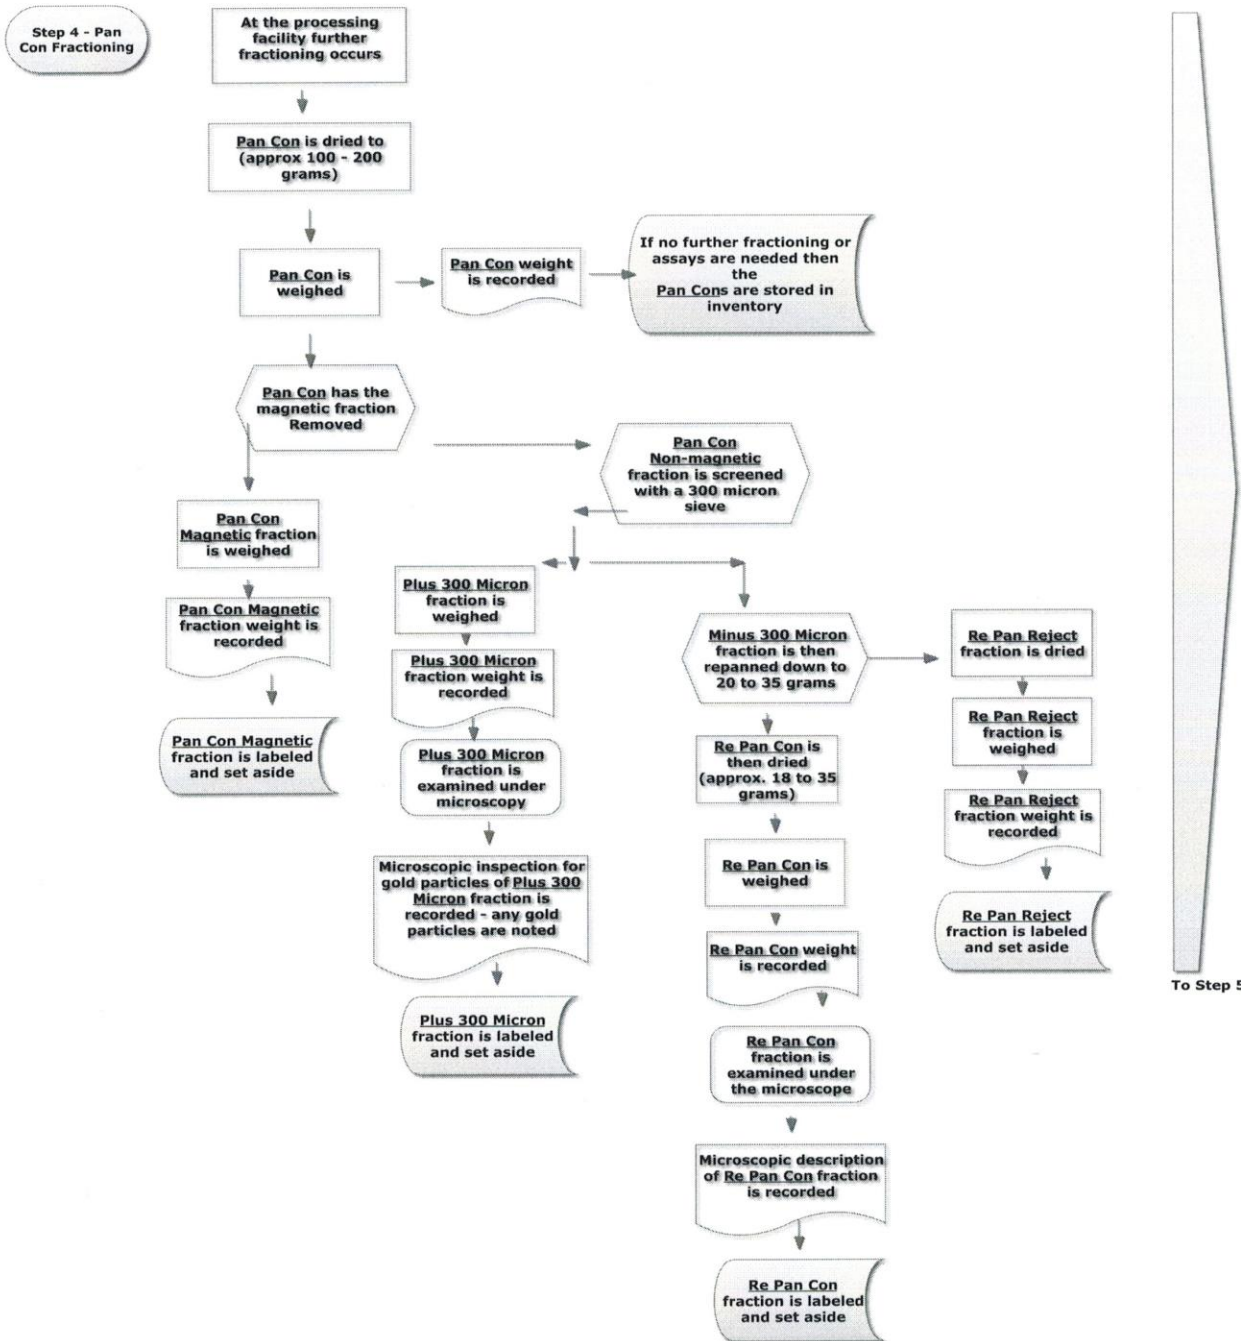 Step 4 - Pan
Con Fractioning
At the processing
facility further
fractioning occurs
Pan Con is dried to
(approx 100 - 200
grams)
Pan Con is
weighed
Pan Con weight
is recorded
If no further fractioning or
assays are needed then
the
Pan Cons are stored in
inventory
Pan Con has the
magnetic fraction
Removed
Pan Con
Non-magnetic
fraction is screened
with a 300 micron
sieve
Pan Con
Magnetic fraction
is weighed
Pan Con Magnetic
fraction weight is
recorded
Pan Con Magnetic
fraction is labeled
and set aside
Plus 300 Micron
fraction is
weighed
Plus 300 Micron
fraction weight is
recorded
Plus 300 Micron
fraction is
examined under
microscopy
Microscopic inspection for
gold particles of Plus 300
Micron fraction is
recorded - any gold
particles are noted
Plus 300 Micron
fraction is labeled
and set aside
Minus 300 Micron
fraction is then
repanned down to
20 to 35 grams
Re Pan Con is
then dried
(approx. 18 to 35
grams)
Re Pan Con is
weighed
Re Pan Con weight
is recorded
Re Pan Con
fraction is
examined under
the microscope
Microscopic description
of Re Pan Con fraction
is recorded
Re Pan Con
fraction is labeled
and set aside
Re Pan Reject
fraction is dried
Re Pan Reject
fraction is
weighed
Re Pan Reject
fraction weight is
recorded
Re Pan Reject
fraction is labeled
and set aside
To Step 5